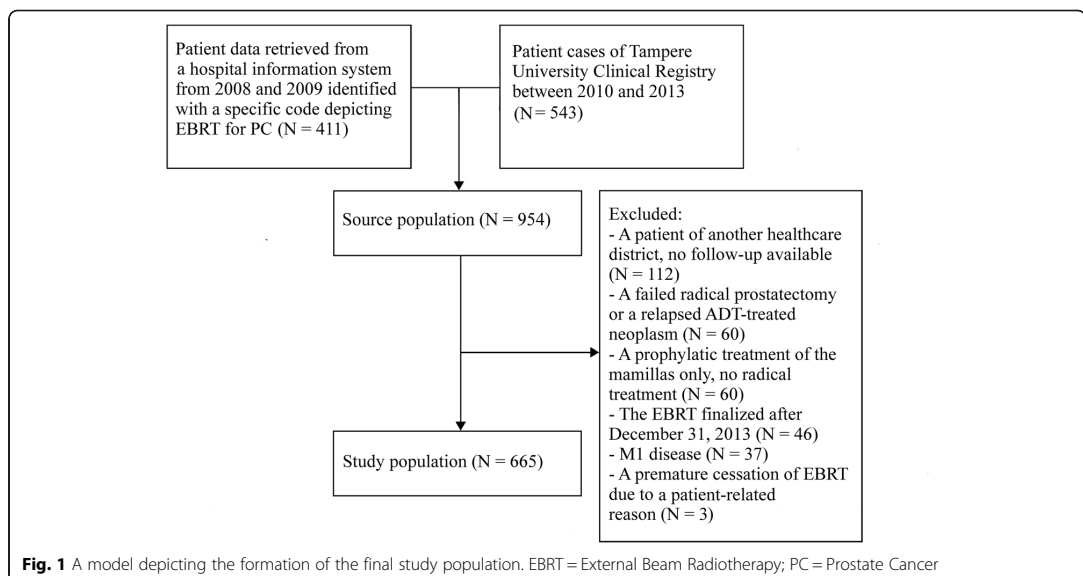 Patient data retrieved from
a hospital information system
from 2008 and 2009 identified
with a specific code depicting
EBRT for PC (N = 411)
Patient cases of Tampere
University Clinical Registry
between 2010 and 2013
(N = 543)
Source population (N = 954)
Excluded:
- A patient of another healthcare
district, no follow-up available
(N = 112)
- A failed radical prostatectomy
or a relapsed ADT-treated
neoplasm (N = 60)
- A prophylatic treatment of the
mamillas only, no radical
treatment (N = 60)
- The EBRT finalized after
December 31, 2013 (N = 46)
- M1 disease (N = 37)
- A premature cessation of EBRT
due to a patient-related
reason (N = 3)
Study population (N = 665)
Fig. 1 A model depicting the formation of the final study population. EBRT = External Beam Radiotherapy; PC = Prostate Cancer